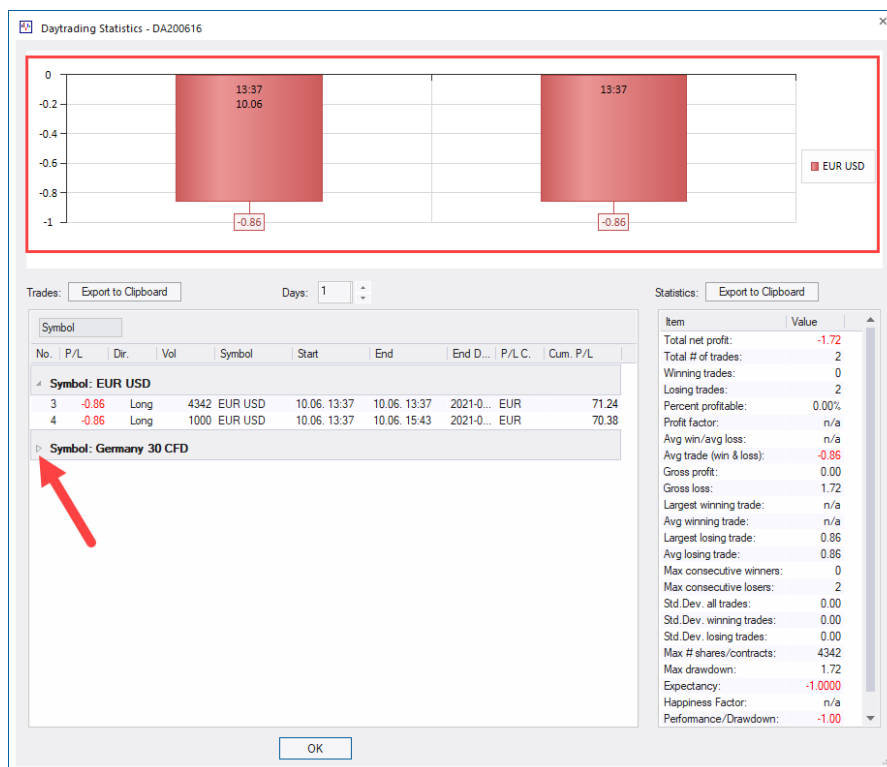 Daytrading Statistics - DA200616
0
-0.2
-0.4
-0.6
-0.8
-1
13:37
10.06
13:37
-0.86
-0.86
EUR USD
Trades: Export to Clipboard Days: 1
Statistics: Export to Clipboard
Symbol
No. P/L Dir. Vol Symbol Start End End D... P/L C. Cum. P/L
Symbol: EUR USD
3 -0.86 Long 4342 EUR USD 10.06. 13:37 10.06. 13:37 2021-0... EUR 71.24
4 -0.86 Long 1000 EUR USD 10.06. 13:37 10.06. 15:43 2021-0... EUR 70.38
Symbol: Germany 30 CFD
Item Value
Total net profit: -1.72
Total # of trades: 2
Winning trades: 0
Losing trades: 2
Percent profitable: 0.00%
Profit factor: n/a
Avg win/avg loss: n/a
Avg trade (win & loss): -0.86
Gross profit: 0.00
Gross loss: 1.72
Largest winning trade: n/a
Avg winning trade: n/a
Largest losing trade: 0.86
Avg losing trade: 0.86
Max consecutive winners: 0
Max consecutive losers: 2
Std.Dev. all trades: 0.00
Std.Dev. winning trades: 0.00
Std.Dev. losing trades: 0.00
Max # shares/contracts: 4342
Max drawdown: 1.72
Expectancy: -1.0000
Happiness Factor: n/a
Performance/Drawdown: -1.00
OK